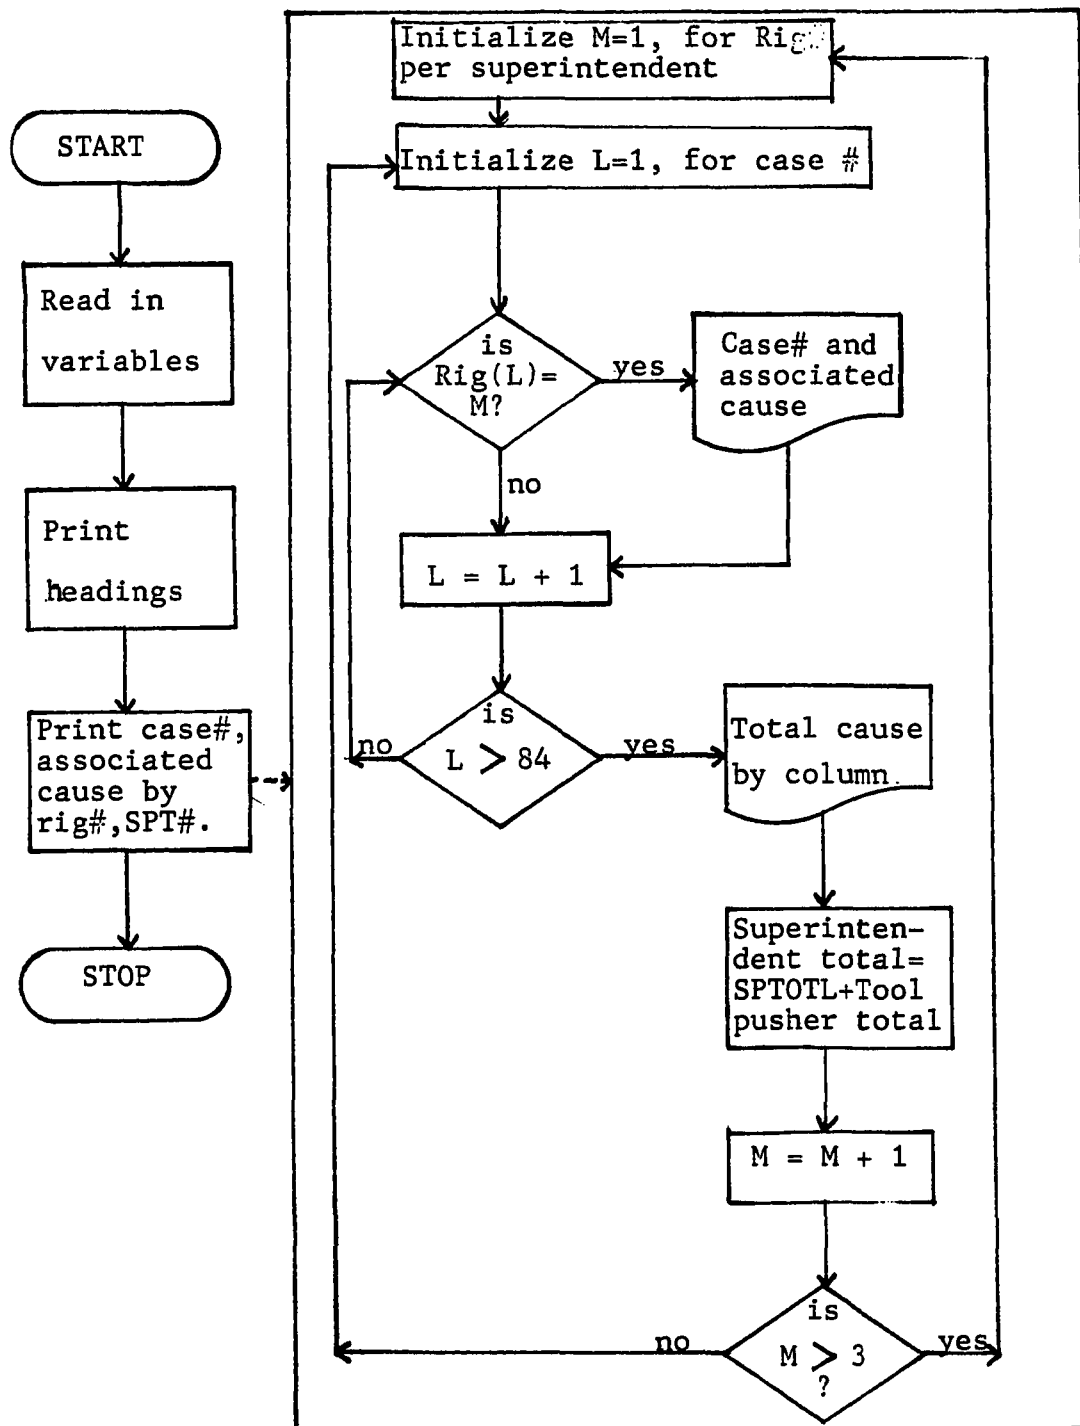 START
Read in
variables
Print
headings
Print case#,
associated
cause by
rig#,SPT#.
STOP
Initialize M=1, for
per superintendent
Initialize L=1, for case #
is
Rig(L)=
M?
yes
Case# and
associated
cause
no
L = L + 1
is
L > 84
no
yes
Total cause
by column.
Superinten-
dent total=
SPTOTL+Tool
pusher total
M = M + 1
is
M > 3
?
no
yes